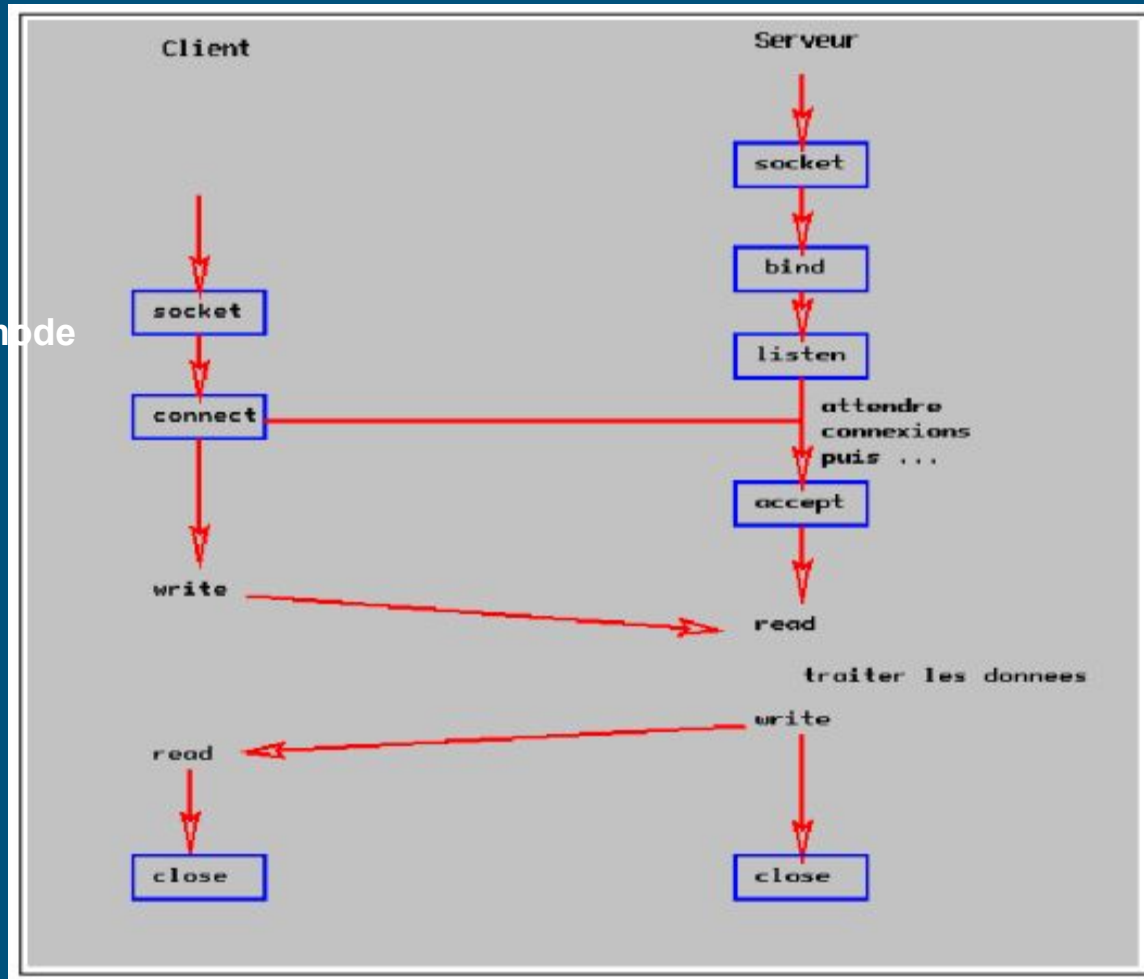 Client
Serveur
socket
bind
socket
listen
connect
attendre
connexions
puis ...
accept
write
read
traiter les donnees
write
read
close
close